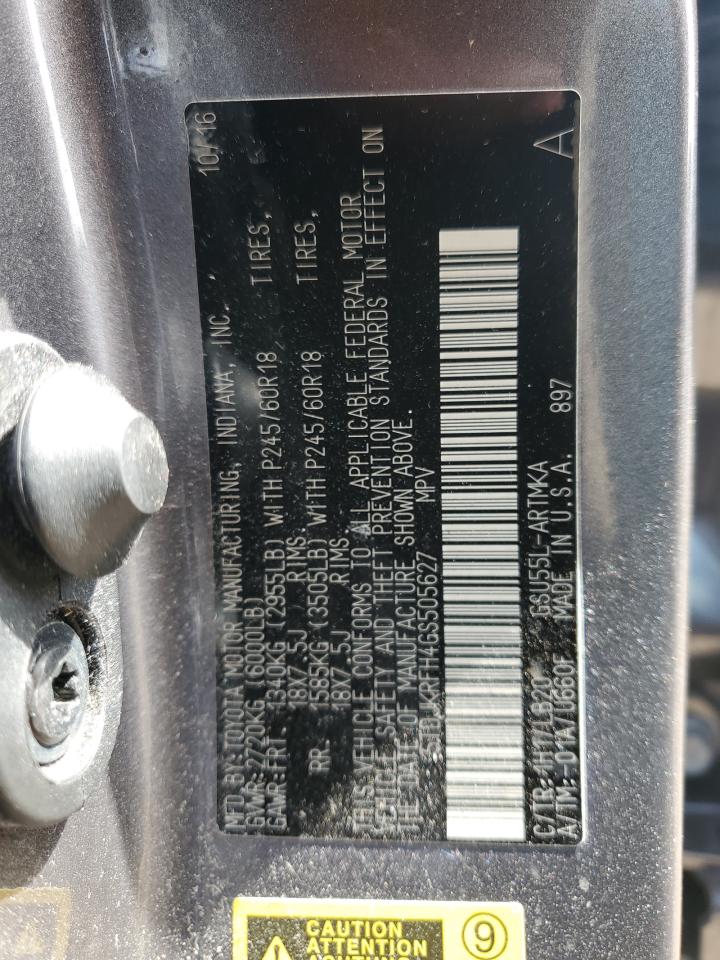 MFD. BY: TOYOTA MOTOR MANUFACTURING, INDIANA, INC. 10/16
GVWR: 2720KG (6000LB)
GAWR: FRT. 1340KG (2955LB) WITH P245/60R18 TIRES,
18X7.5J RIMS,
RR. 1585KG (3505LB) WITH P245/60R18 TIRES,
18X7.5J RIMS,
THIS VEHICLE CONFORMS TO ALL APPLICABLE FEDERAL MOTOR
VEHICLE SAFETY AND THEFT PREVENTION STANDARDS IN EFFECT ON
THE DATE OF MANUFACTURE SHOWN ABOVE.
5TDJKRFH4GS505627 MPV
A
C/TR: 1H1/LB20 GSU55L-ARTMKA
A/TM:-01A/U660F MADE IN U.S.A. 897
CAUTION
ATTENTION
9